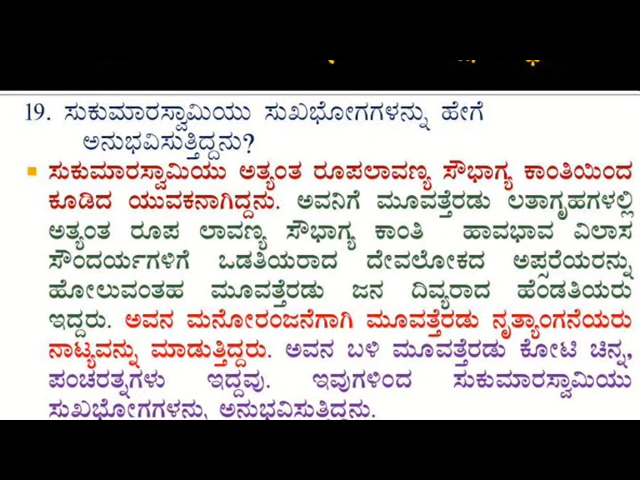 19. ಸುಕುಮಾರಸ್ವಾಮಿಯು ಸುಖಭೋಗಗಳನ್ನು ಹೇಗೆ
ಅನುಭವಿಸುತ್ತಿದ್ದನು?
ಸುಕುಮಾರಸ್ವಾಮಿಯು ಅತ್ಯಂತ ರೂಪಲಾವಣ್ಯ ಸೌಭಾಗ್ಯ ಕಾಂತಿಯಿಂದ
ಕೂಡಿದ ಯುವಕನಾಗಿದ್ದನು. ಅವನಿಗೆ ಮೂವತ್ತೆರಡು ಲತಾಗೃಹಗಳಲ್ಲಿ
ಅತ್ಯಂತ ರೂಪ ಲಾವಣ್ಯ ಸೌಭಾಗ್ಯ ಕಾಂತಿ ಹಾವಭಾವ ವಿಲಾಸ
ಸೌಂದರ್ಯಗಳಿಗೆ ಒಡತಿಯರಾದ ದೇವಲೋಕದ ಅಪ್ಸರೆಯರನ್ನು
ಹೋಲುವಂತಹ ಮೂವತ್ತೆರಡು ಜನ ದಿವ್ಯರಾದ ಹೆಂಡತಿಯರು
ಇದ್ದರು. ಅವನ ಮನೋರಂಜನೆಗಾಗಿ ಮೂವತ್ತೆರಡು ನೃತ್ಯಾಂಗನೆಯರು
ನಾಟ್ಯವನ್ನು ಮಾಡುತ್ತಿದ್ದರು. ಅವನ ಬಳಿ ಮೂವತ್ತೆರಡು ಕೋಟಿ ಚಿನ್ನ,
ಪಂಚರತ್ನಗಳು ಇದ್ದವು. ಇವುಗಳಿಂದ ಸುಕುಮಾರಸ್ವಾಮಿಯು
ಸುಖಭೋಗಗಳನ್ನು ಅನುಭವಿಸುತ್ತಿದ್ದನು.